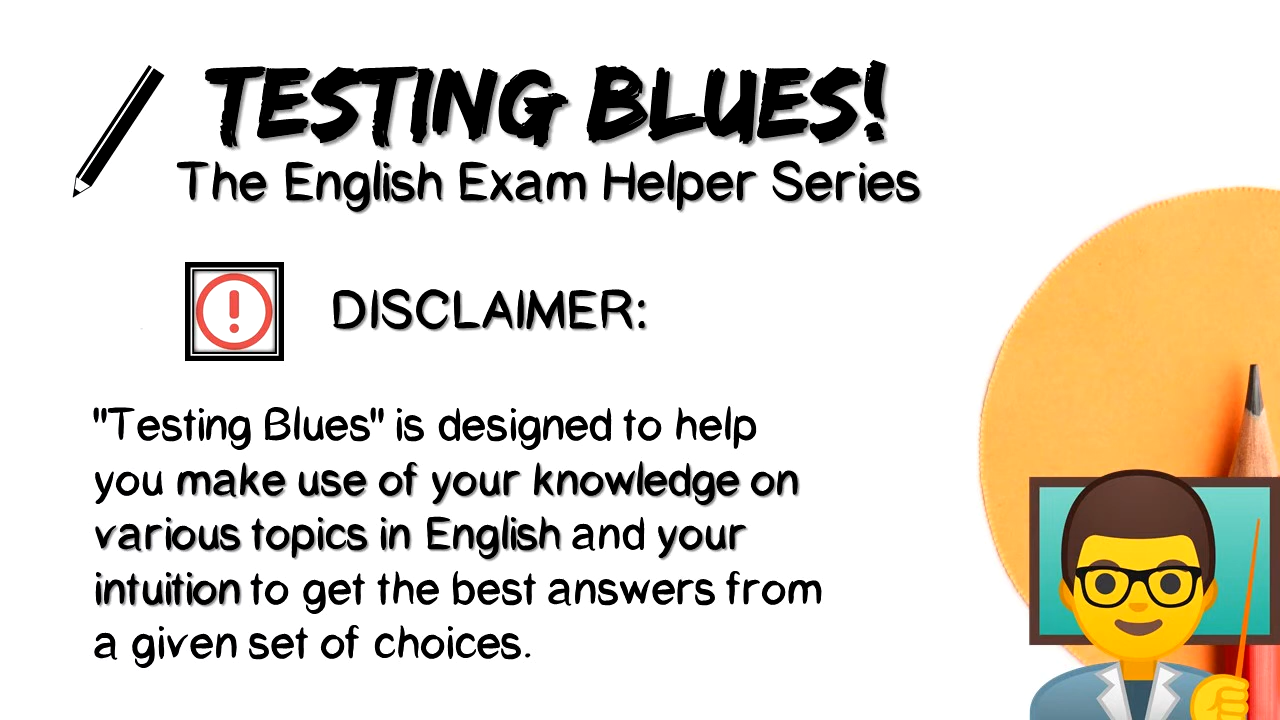 TESTING BLUES!
The English Exam Helper Series
DISCLAIMER:
"Testing Blues" is designed to help
you make use of your knowledge on
various topics in English and your
intuition to get the best answers from
a given set of choices.